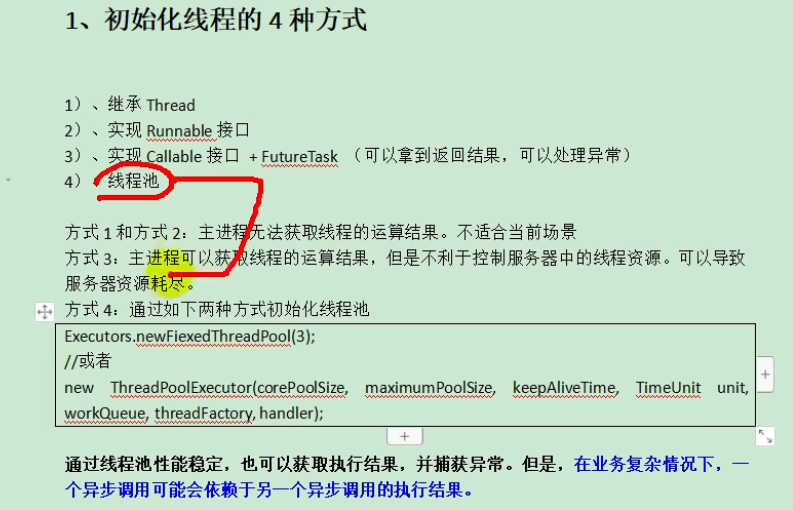 1、初始化线程的 4 种方式
1）、继承 Thread
2）、实现 Runnable 接口
3）、实现 Callable 接口 + FutureTask （可以拿到返回结果，可以处理异常）
4）、线程池
方式 1 和方式 2：主进程无法获取线程的运算结果。不适合当前场景
方式 3：主进程可以获取线程的运算结果，但是不利于控制服务器中的线程资源。可以导致
服务器资源耗尽。
方式 4：通过如下两种方式初始化线程池
Executors.newFiexedThreadPool(3);
//或者
new ThreadPoolExecutor(corePoolSize, maximumPoolSize, keepAliveTime, TimeUnit unit,
workQueue, threadFactory, handler);
通过线程池性能稳定，也可以获取执行结果，并捕获异常。但是，在业务复杂情况下，一
个异步调用可能会依赖于另一个异步调用的执行结果。